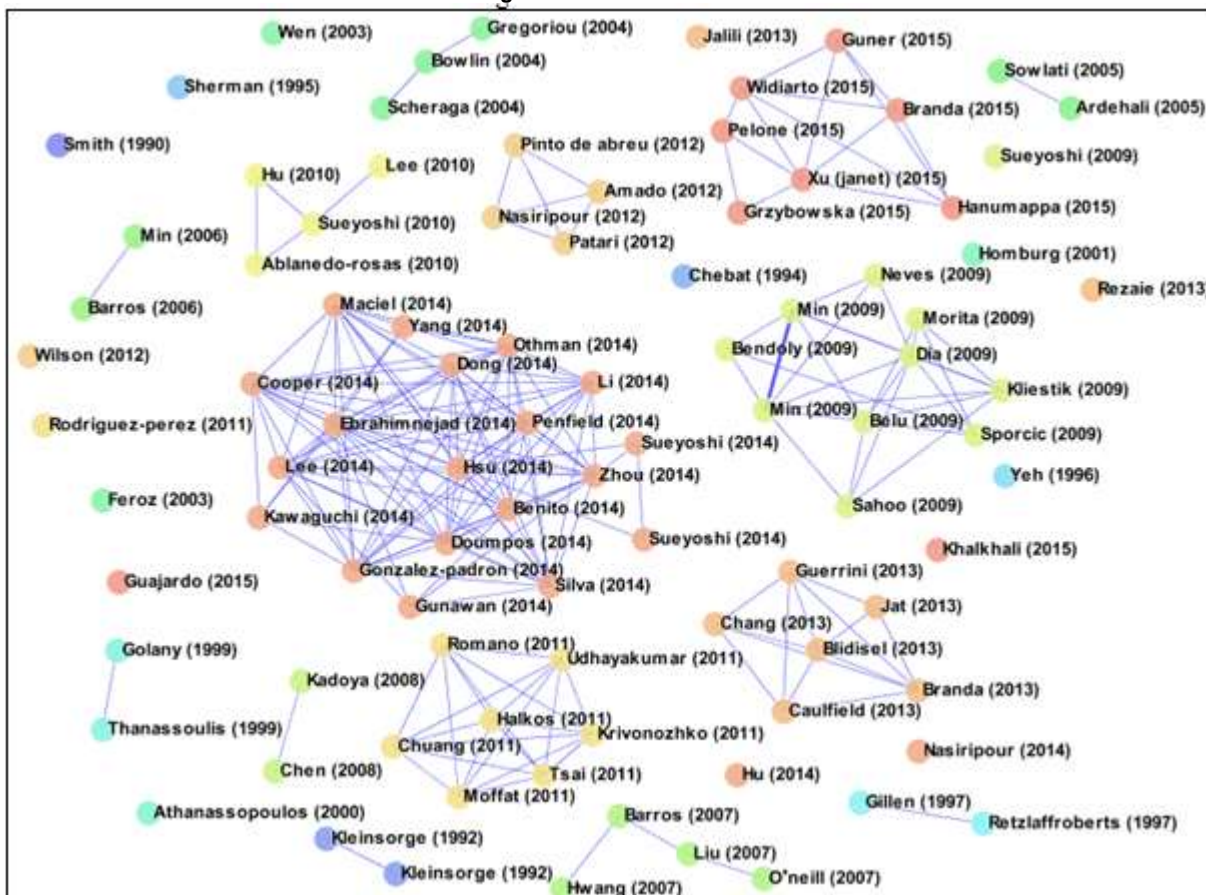 Gregoriou (2004)
Wen (2003)
Jalili (2013)
Guner (2015)
Bowlin (2004)
Sowlati (2005)
Sherman (1995)
Widiarto (2015)
Scheraga (2004)
Branda (2015)
Ardehali (2005)
Smith (1990)
Pelone (2015)
Pinto de abreu (2012)
Sueyoshi (2009)
Lee (2010)
Hu (2010)
Xu (janet) (2015)
Amado (2012)
Hanumappa (2015)
Grzybowska (2015)
Nasiripour (2012)
Sueyoshi (2010)
Min (2006)
Patari (2012)
Homburg (2001)
Ablanedo-rosas (2010)
Chebat (1994)
Neves (2009)
Rezaie (2013)
Maciel (2014)
Barros (2006)
Min (2009)
Morita (2009)
Yang (2014)
Othman (2014)
Bendoly (2009)
Wilson (2012)
Dia (2009)
Dong (2014)
Cooper (2014)
Li (2014)
Kliestik (2009)
Min (2009)
Rodriguez-perez (2011)
Ebrahimnejad (2014)
Penfield (2014)
Belu (2009)
Sporcic (2009)
Sueyoshi (2014)
Lee (2014)
Hsu (2014)
Zhou (2014)
Yeh (1996)
Feroz (2003)
Benito (2014)
Sahoo (2009)
Kawaguchi (2014)
Doumpos (2014)
Sueyoshi (2014)
Khalkhali (2015)
Gonzalez-padron (2014)
Guerrini (2013)
Guajardo (2015)
Silva (2014)
Gunawan (2014)
Jat (2013)
Chang (2013)
Romano (2011)
Golany (1999)
Udhayakumar (2011)
Blidisel (2013)
Kadoya (2008)
Branda (2013)
Caulfield (2013)
Halkos (2011)
Thanassoulis (1999)
Krivonozhko (2011)
Chuang (2011)
Nasiripour (2014)
Chen (2008)
Tsai (2011)
Hu (2014)
Moffat (2011)
Gillen (1997)
Athanassopoulos (2000)
Barros (2007)
Retzlaffroberts (1997)
Kleinsorge (1992)
Liu (2007)
Kleinsorge (1992)
O'neill (2007)
Hwang (2007)